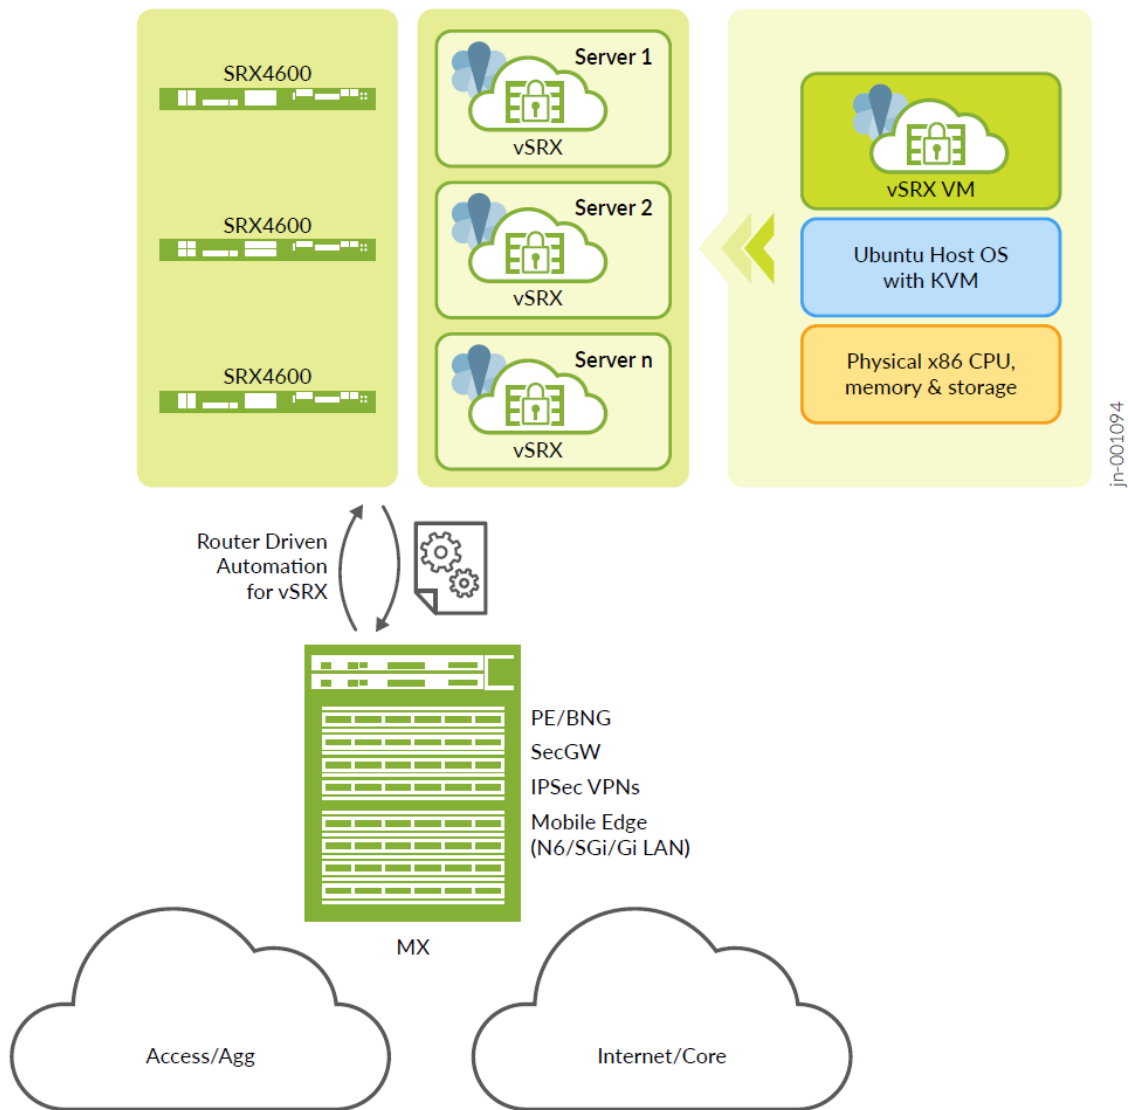 SRX4600
SRX4600
SRX4600
Server 1
vSRX
Server 2
vSRX
Server n
vSRX
vSRX VM
Ubuntu Host OS
with KVM
Physical x86 CPU,
memory & storage
jn-001094
Router Driven
Automation
for vSRX
PE/BNG
SecGW
IPSec VPNs
Mobile Edge
(N6/SGi/Gi LAN)
MX
Access/Agg
Internet/Core